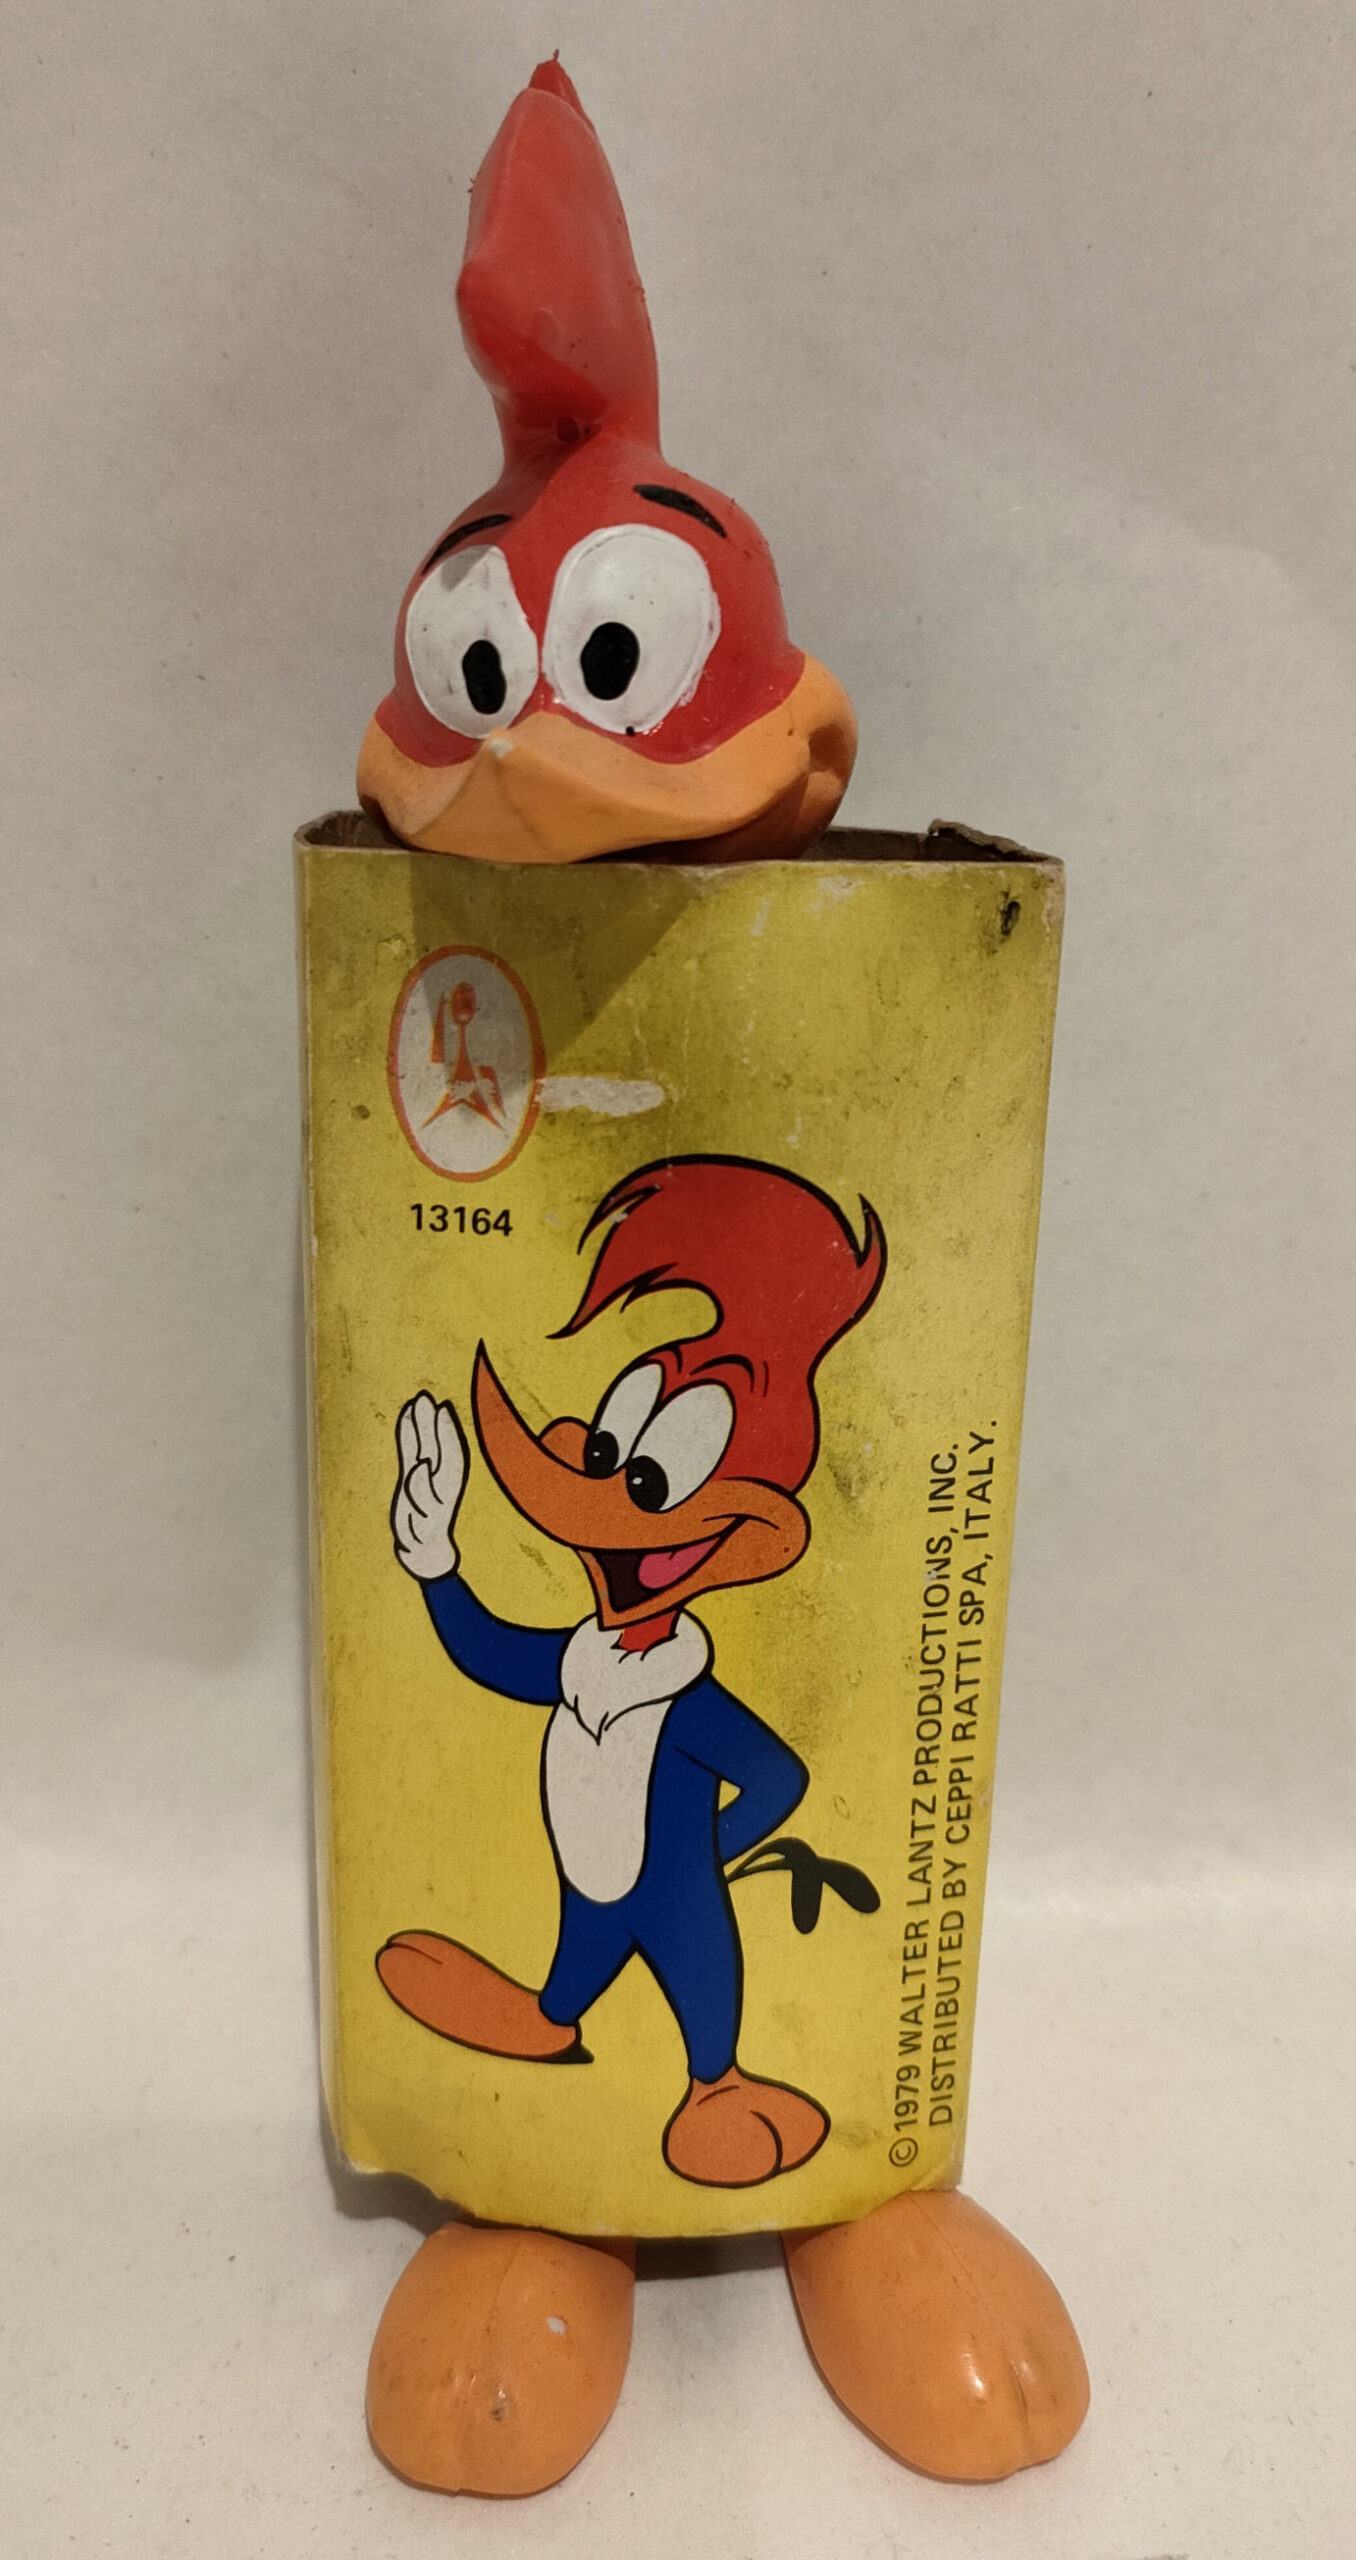 13164
©1979 WALTER LANTZ PRODUCTIONS, INC.
DISTRIBUTED BY CEPPI RATTI SPA, ITALY.